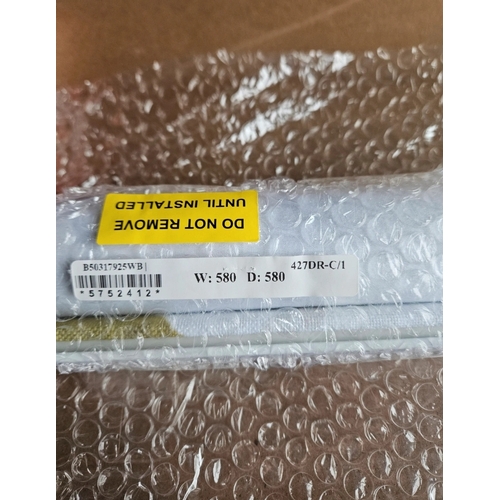 DO NOT REMOVE
UNTIL INSTALLED
B50317925WB
*5752412*
W: 580 D: 580
427DR-C/1